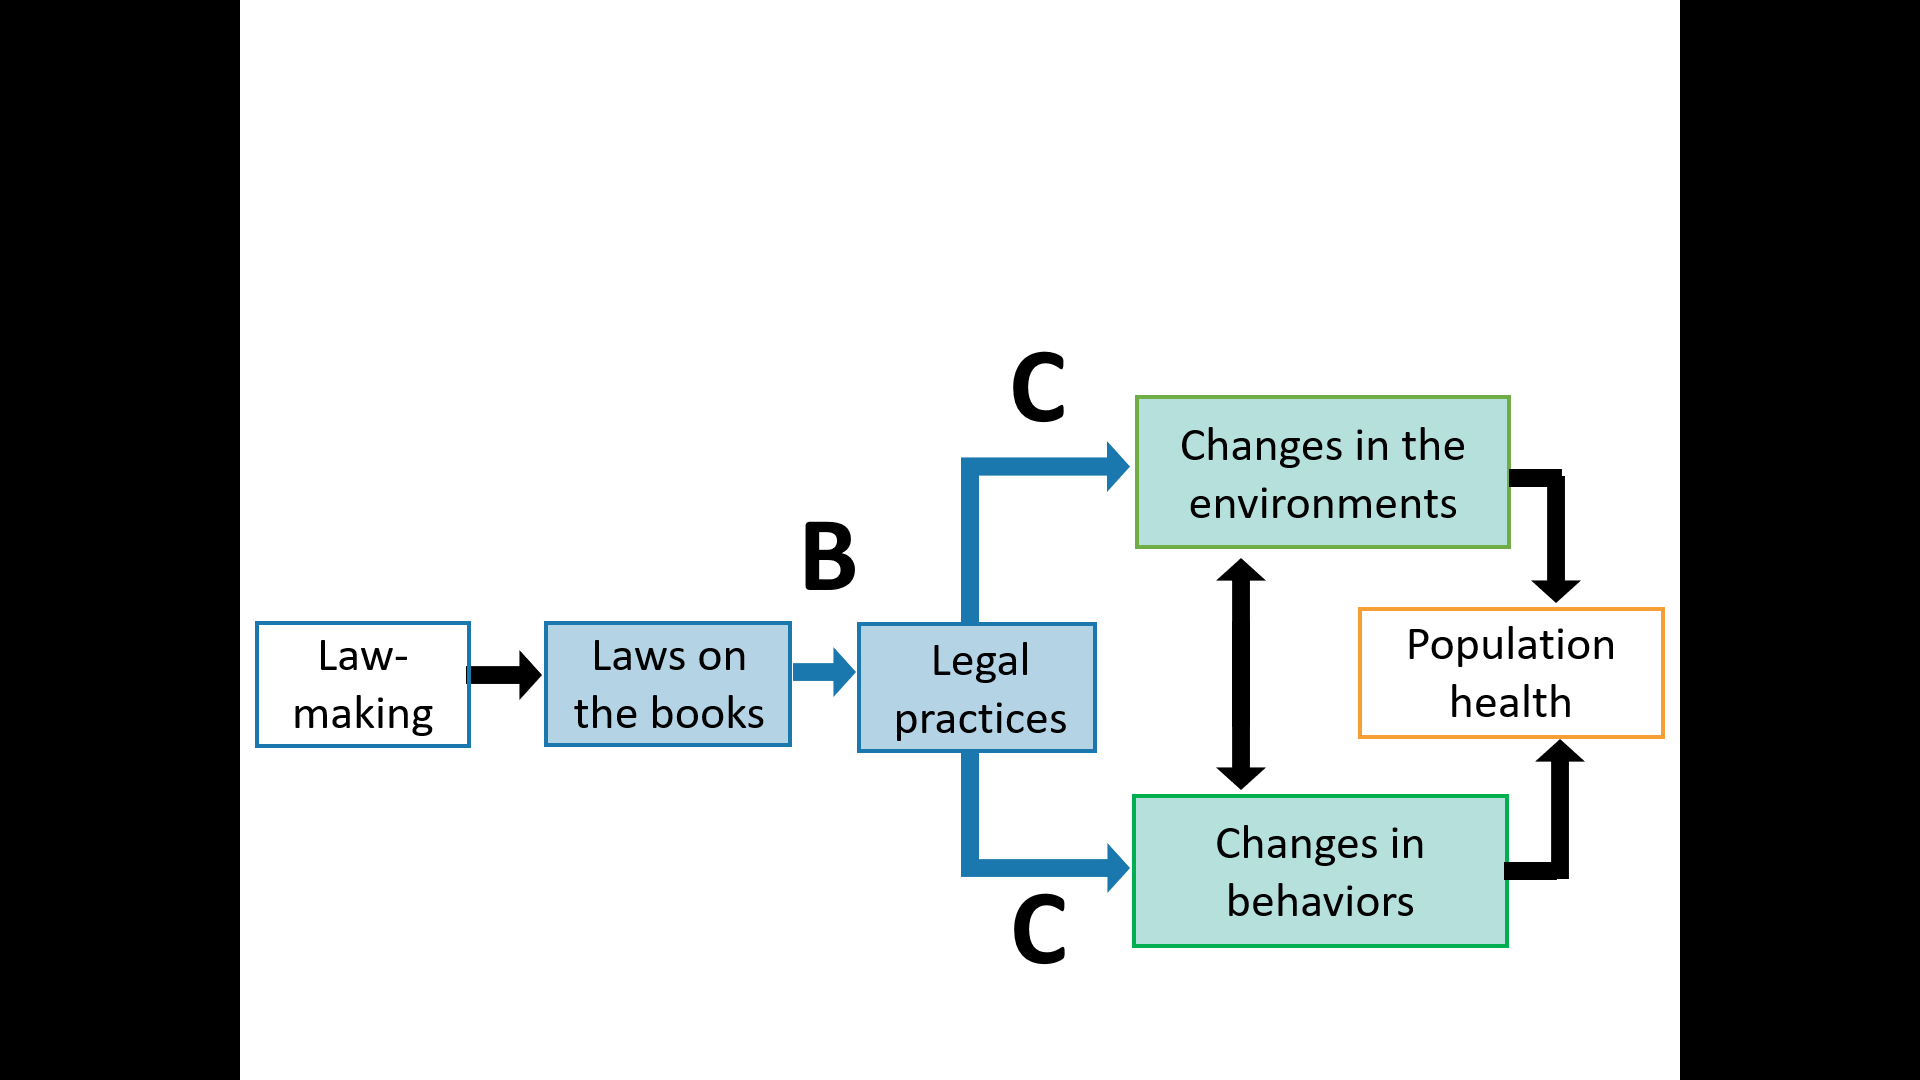 C
Changes in the
environments
B
Law-
making
Laws on
the books
Legal
practices
Population
health
Changes in
behaviors
C